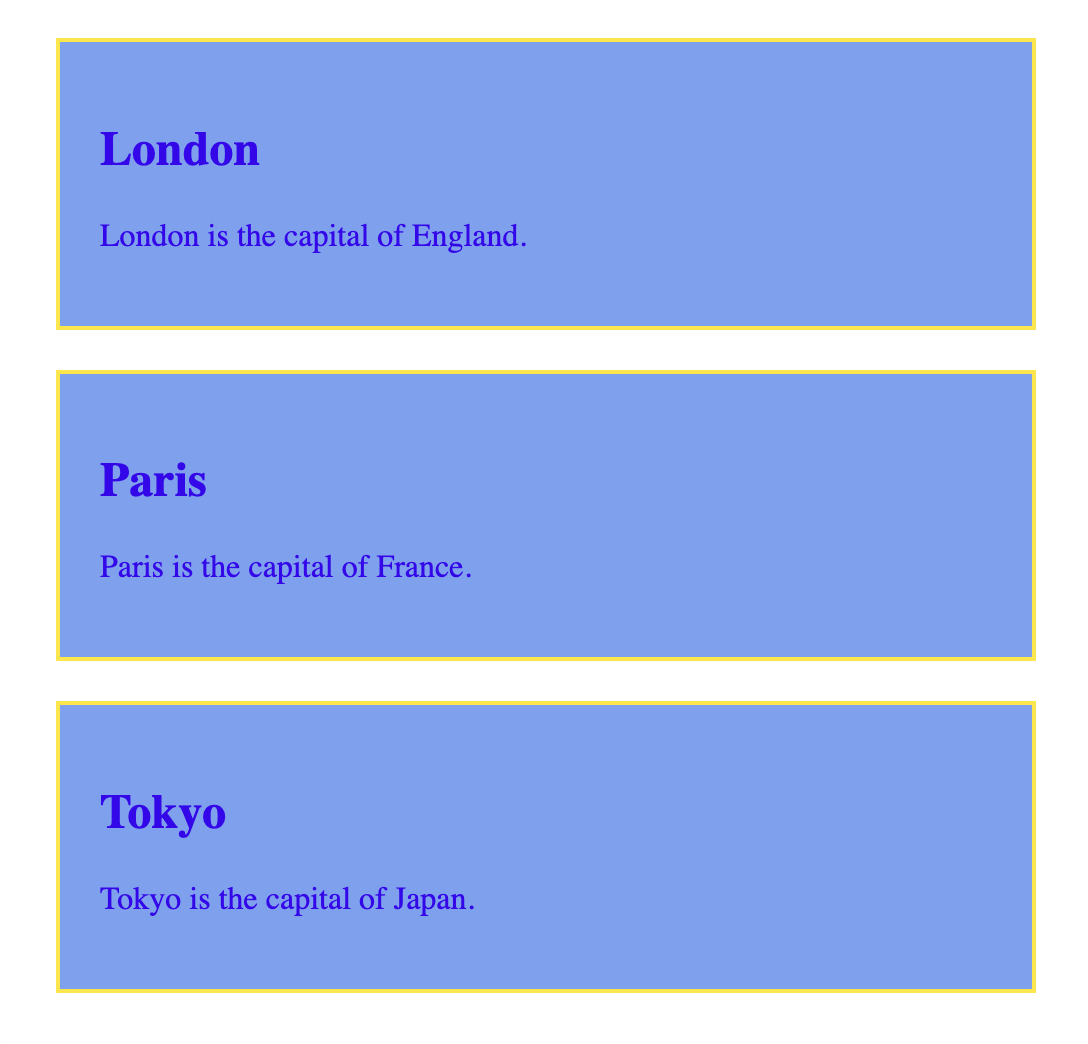 London
London is the capital of England.
Paris
Paris is the capital of France.
Tokyo
Tokyo is the capital of Japan.